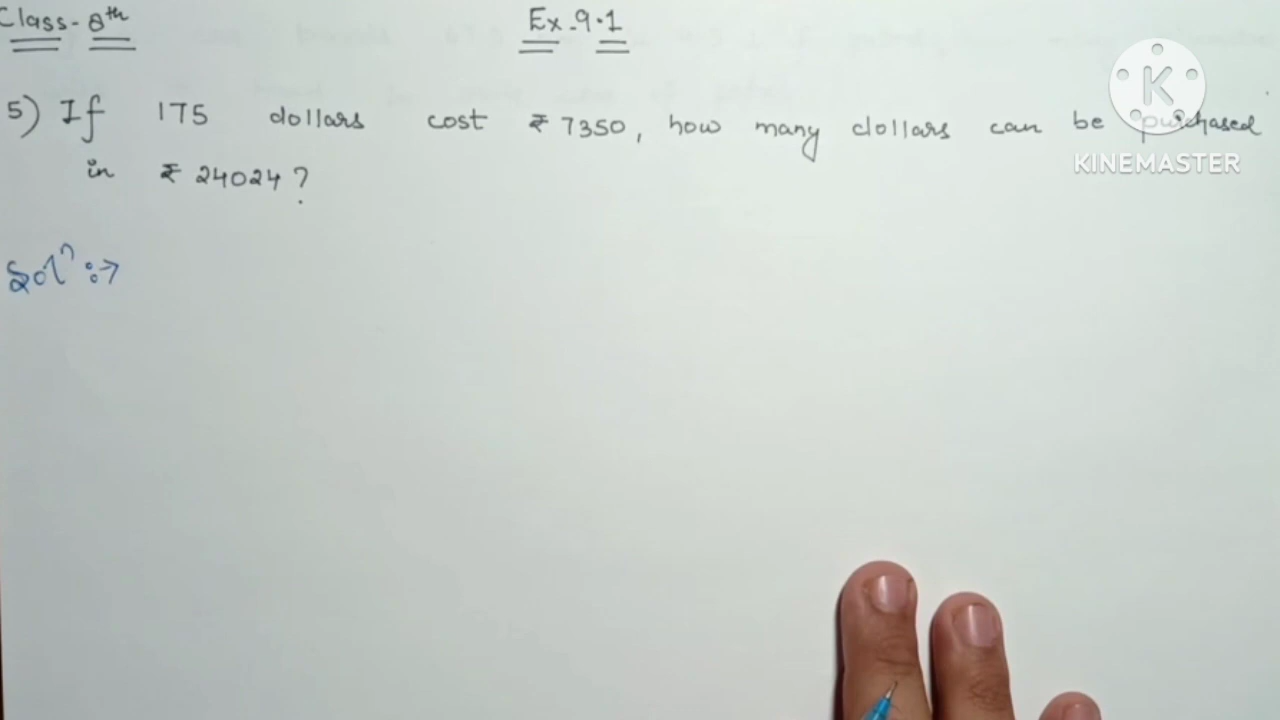 Class-8th Ex.9.1
5) If 175 dollars cost ₹ 7350, how many dollars can be purchased
in ₹ 24024?
Solⁿ :→
K
KINEMASTER